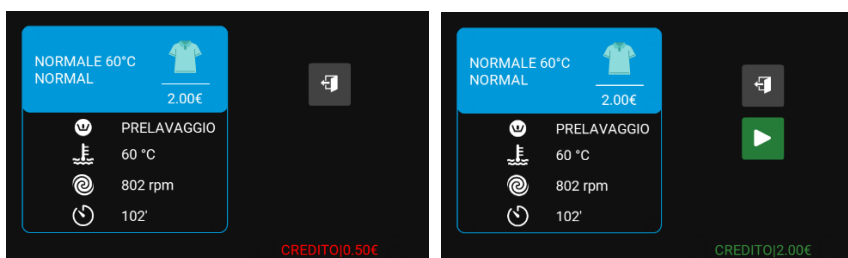 NORMALE 60°C
NORMAL
2.00€
PRELAVAGGIO
60 °C
802 rpm
102'
CREDITO|0.50€
NORMALE 60°C
NORMAL
2.00€
PRELAVAGGIO
60 °C
802 rpm
102'
CREDITO|2.00€